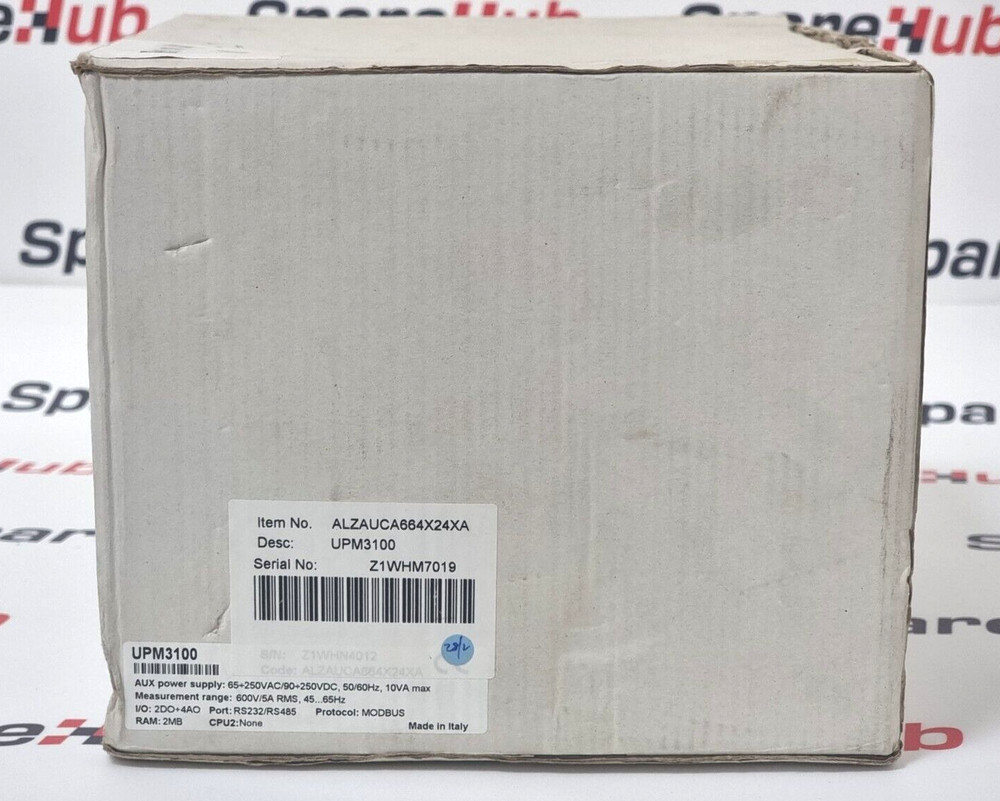 SpareHub
SpareHub
Item No. ALZAUCA664X24XA
Desc: UPM3100
Serial No: Z1WHM7019
28/2
UPM3100
S/N: Z1WHN4012
Code: ALZAUCA664X24XA
AUX power supply: 65÷250VAC/90÷250VDC, 50/60Hz, 10VA max
Measurement range: 600V/5A RMS, 45...65Hz
I/O: 2DO+4AO Port: RS232/RS485 Protocol: MODBUS
RAM: 2MB CPU2:None Made in Italy